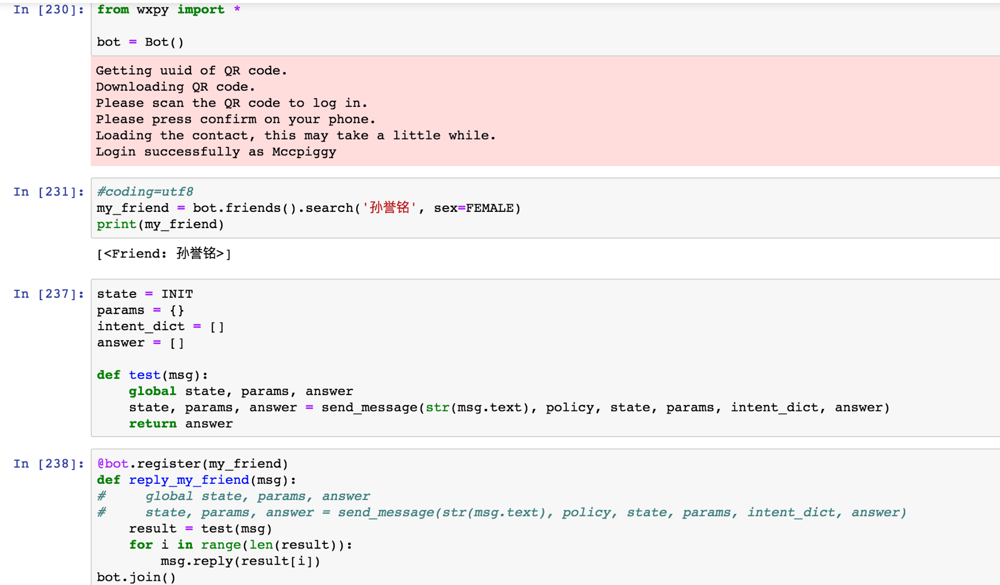 In [230]: from wxpy import *
bot = Bot()
Getting uuid of QR code.
Downloading QR code.
Please scan the QR code to log in.
Please press confirm on your phone.
Loading the contact, this may take a little while.
Login successfully as Mccpiggy
In [231]: #coding=utf8
my_friend = bot.friends().search('孙誉铭', sex=FEMALE)
print(my_friend)
[<Friend: 孙誉铭>]
In [237]: state = INIT
params = {}
intent_dict = []
answer = []
def test(msg):
    global state, params, answer
    state, params, answer = send_message(str(msg.text), policy, state, params, intent_dict, answer)
    return answer
In [238]: @bot.register(my_friend)
def reply_my_friend(msg):
#     global state, params, answer
#     state, params, answer = send_message(str(msg.text), policy, state, params, intent_dict, answer)
    result = test(msg)
    for i in range(len(result)):
        msg.reply(result[i])
bot.join()